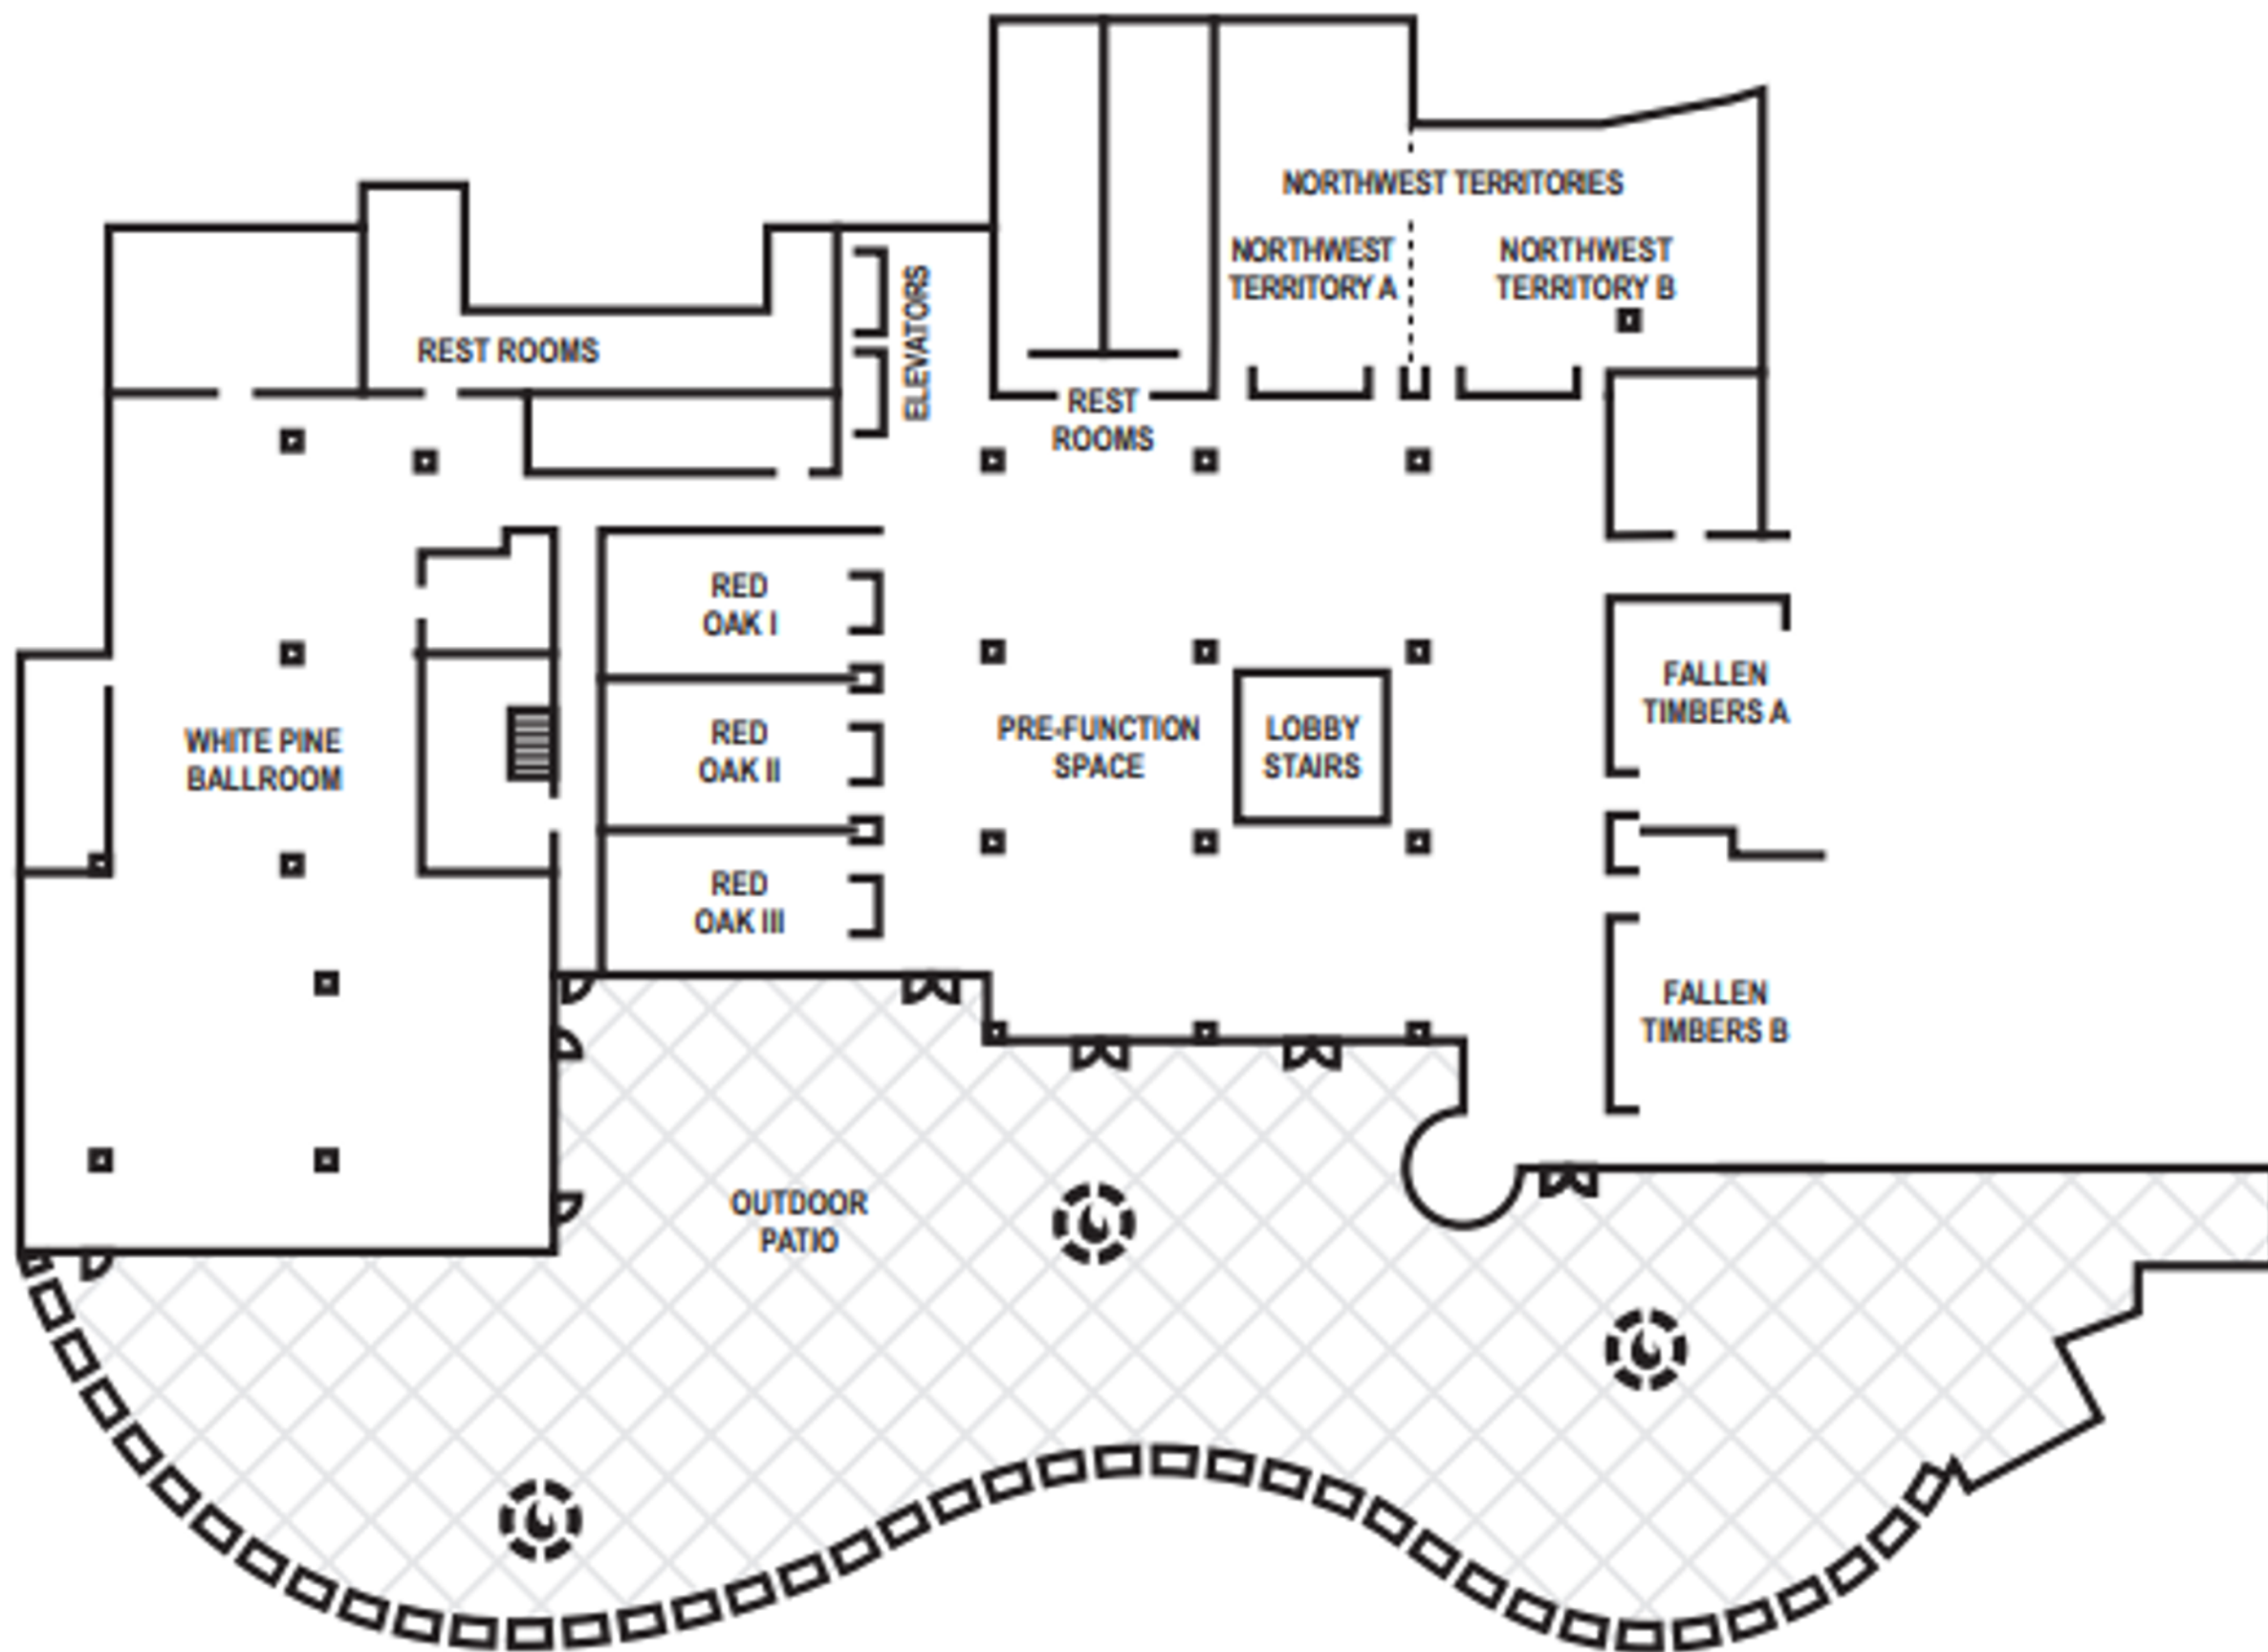 NORTHWEST TERRITORIES
NORTHWEST
TERRITORY A
NORTHWEST
TERRITORY B
REST ROOMS
ELEVATORS
REST
ROOMS
RED
OAK I
FALLEN
TIMBERS A
WHITE PINE
BALLROOM
RED
OAK II
PRE-FUNCTION
SPACE
LOBBY
STAIRS
RED
OAK III
FALLEN
TIMBERS B
OUTDOOR
PATIO